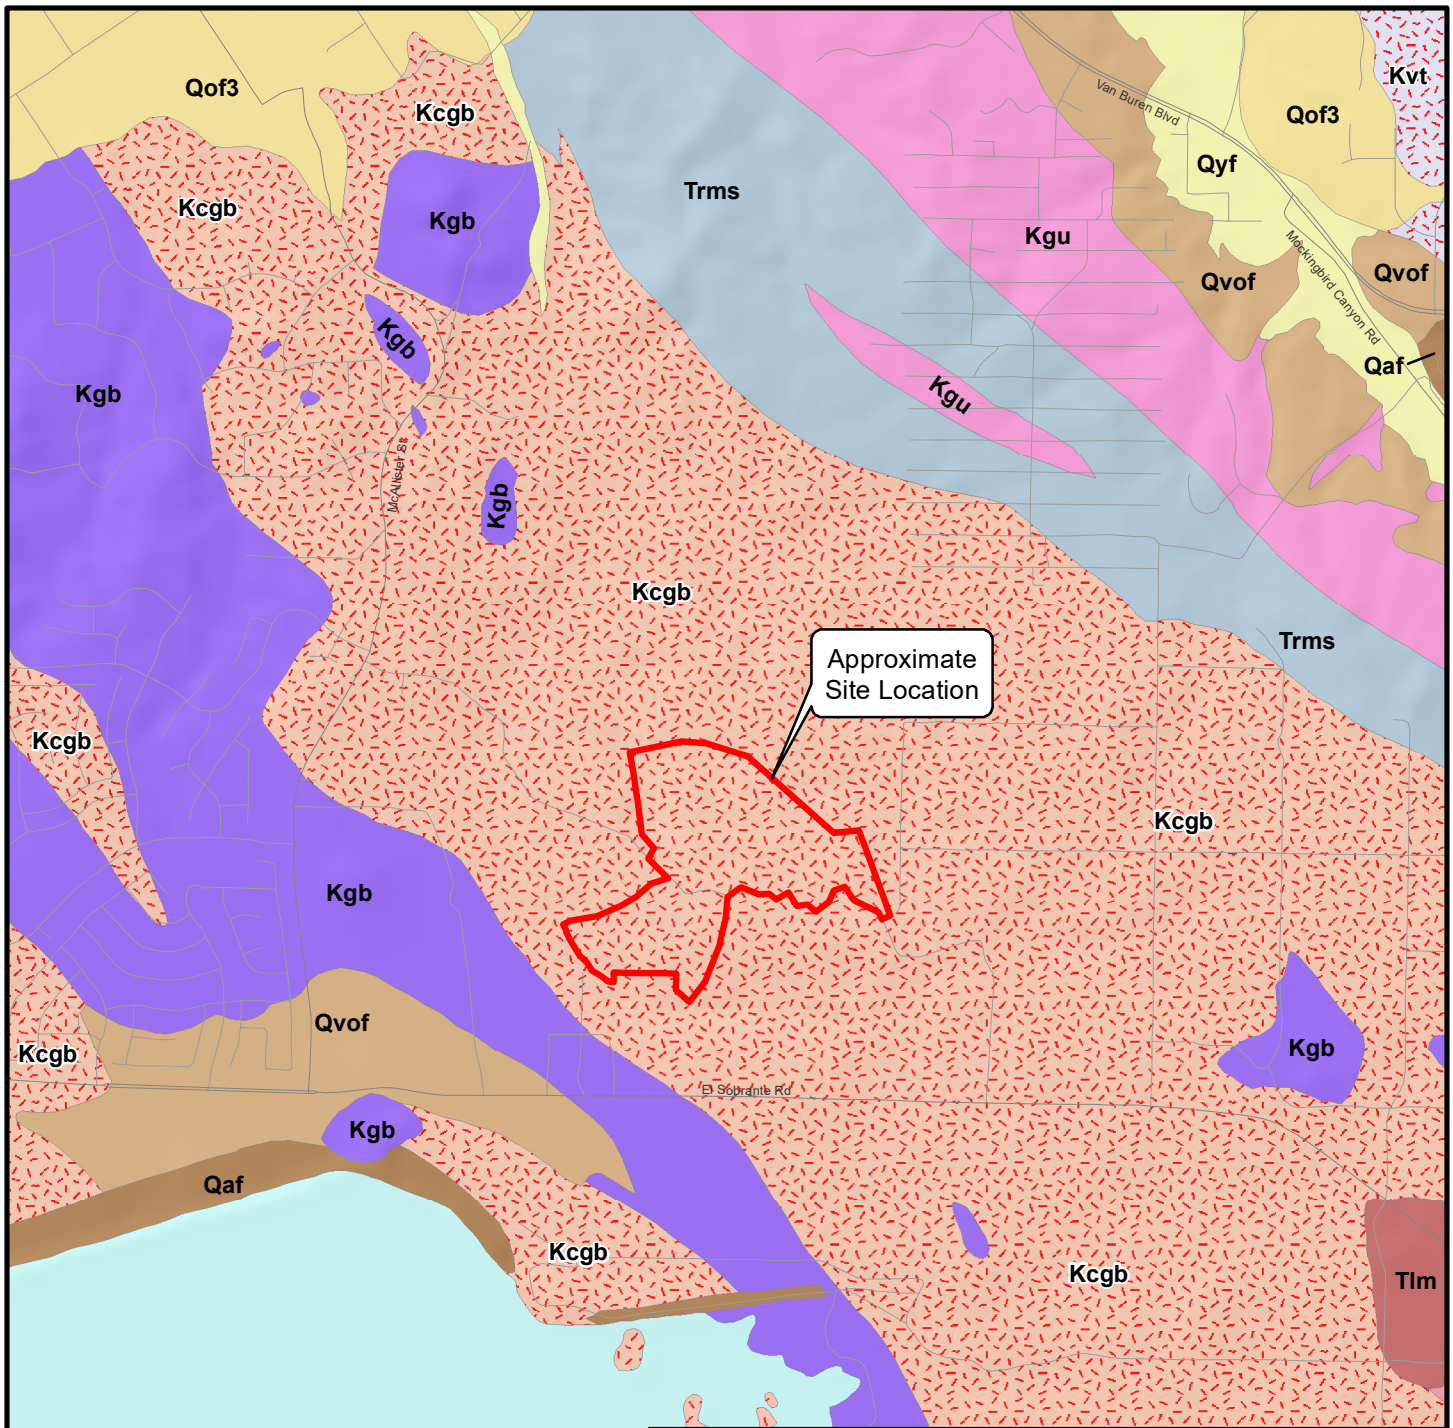 Kvt
Qof3
Van Buren Blvd
Kcgb
Qof3
Qyf
Trms
Kcgb
Kgb
Kgu
Mockingbird Canyon Rd
Qvof
Qvof
Kgb
Qaf
Kgb
Kgu
McAllister St
Kgb
Kcgb
Trms
Approximate
Site Location
Kcgb
Kcgb
Kgb
Qvof
Kgb
Kcgb
El Sobrante Rd
Kgb
Qaf
Kcgb
Kcgb
Tlm